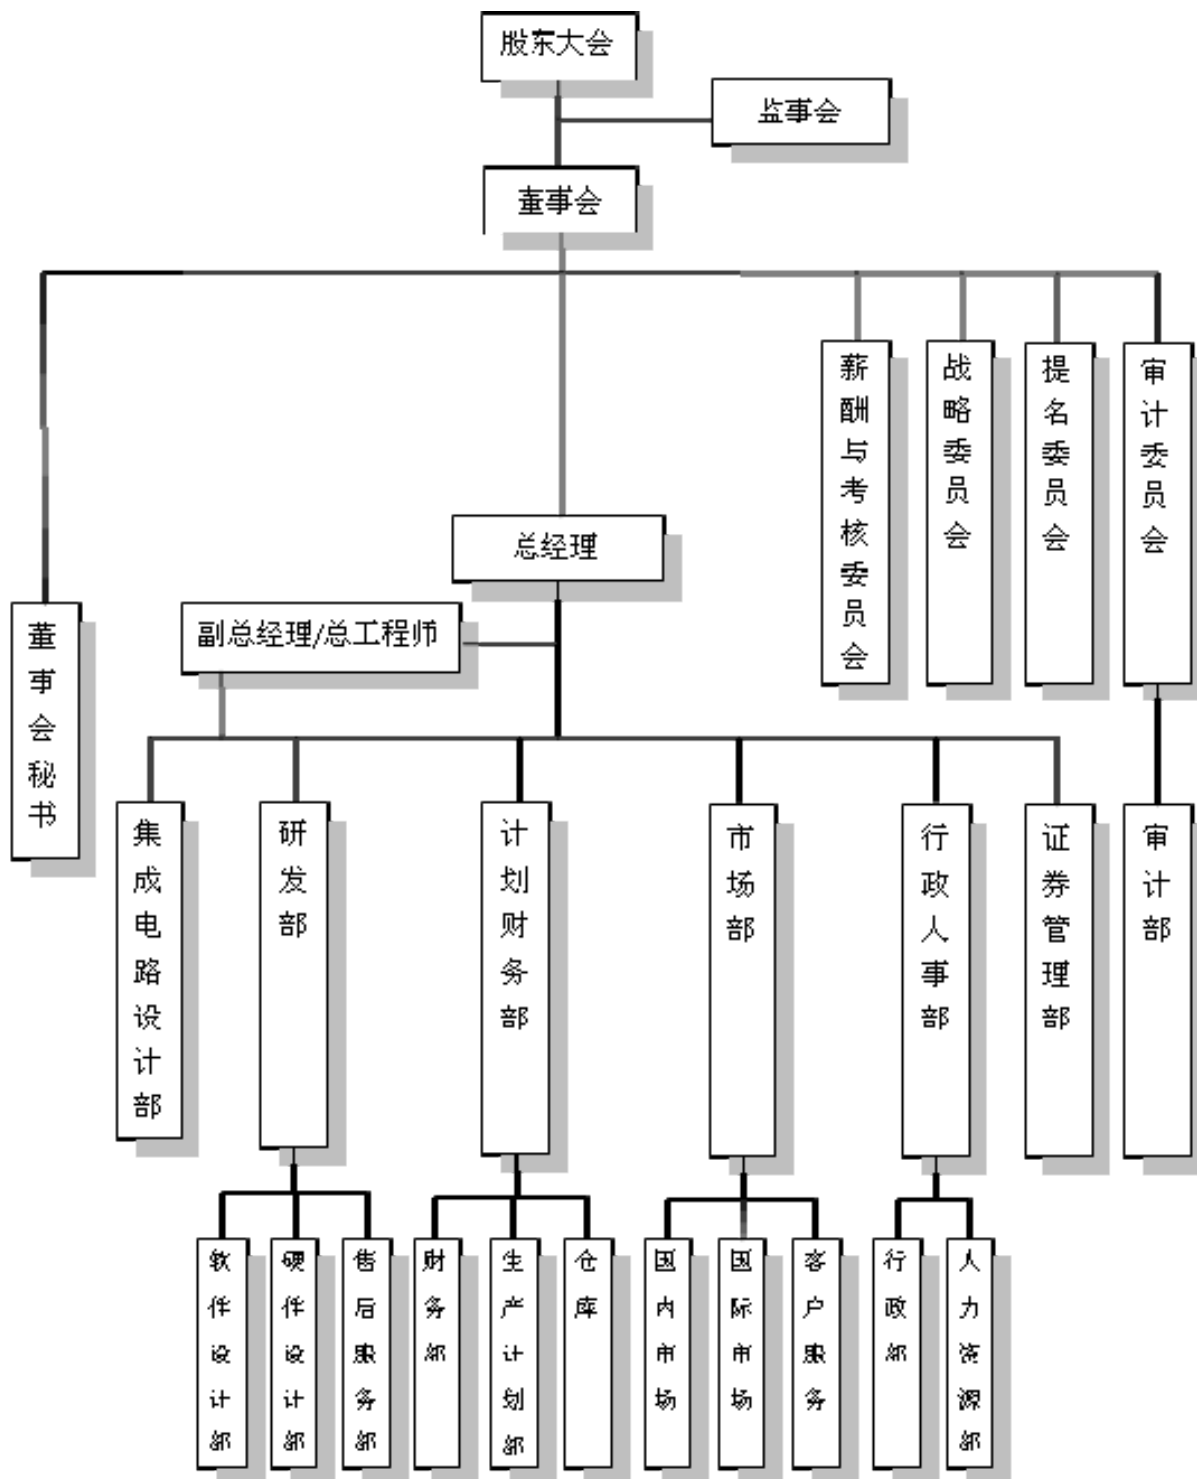 股东大会
监事会
董事会
薪酬与考核委员会
战略委员会
提名委员会
审计委员会
总经理
董事会秘书
副总经理/总工程师
集成电路设计部
研发部
计划财务部
市场部
行政人事部
证券管理部
审计部
软件设计部
硬件设计部
售后服务部
财务部
生产计划部
仓库
国内市场
国际市场
客户服务
行政部
人力资源部